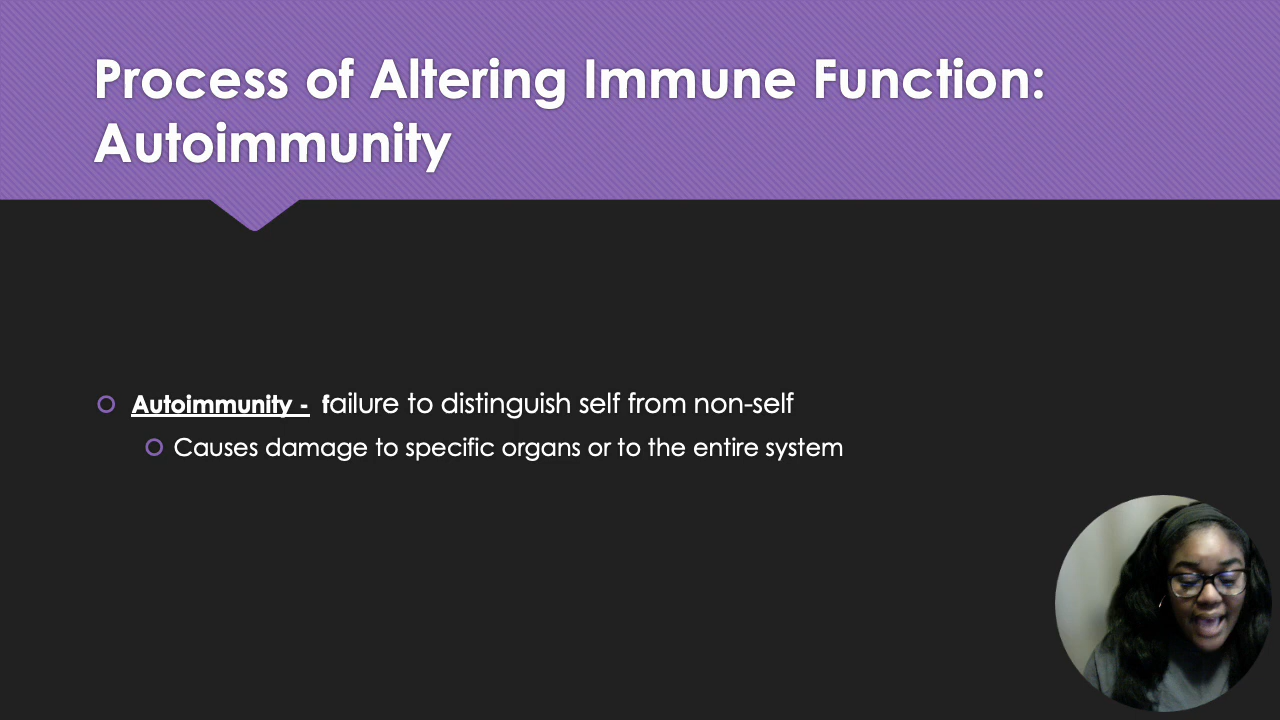 Process of Altering Immune Function:
Autoimmunity
Autoimmunity - failure to distinguish self from non-self
Causes damage to specific organs or to the entire system